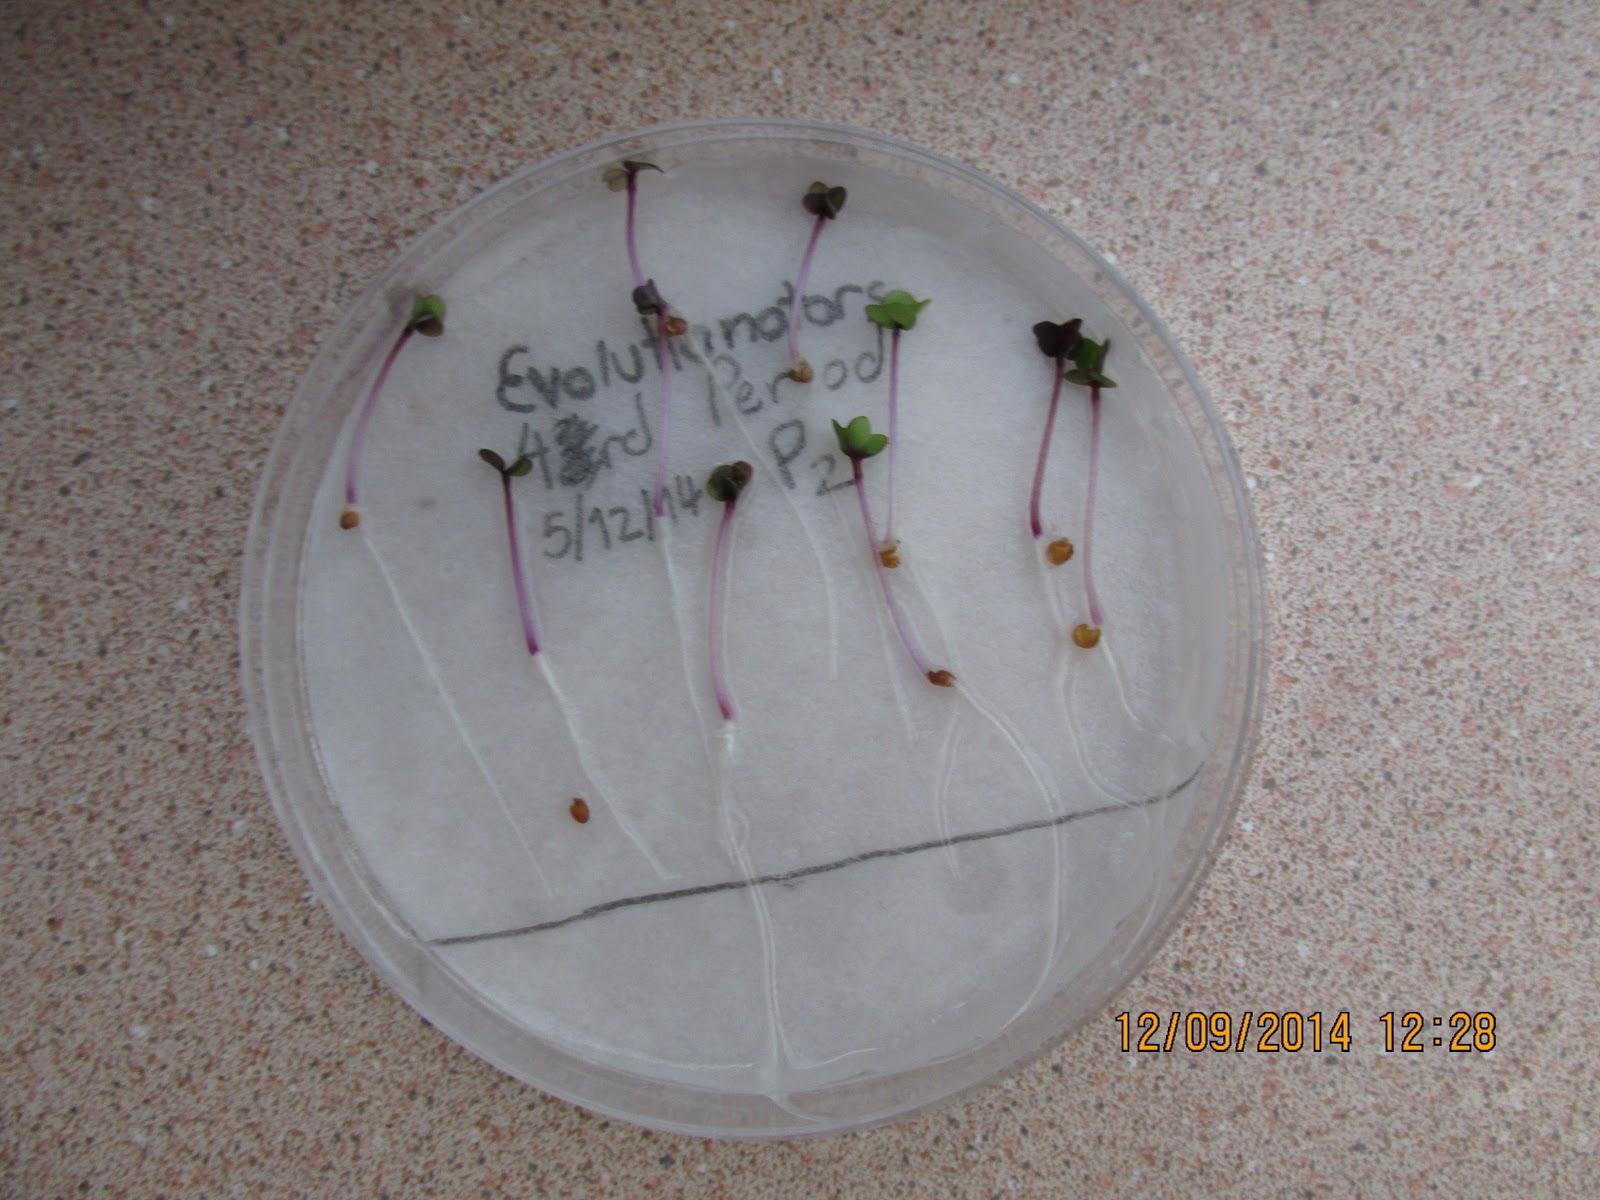 Evolutionators
4rd Period
P2
5/12/14
12/09/2014 12:28